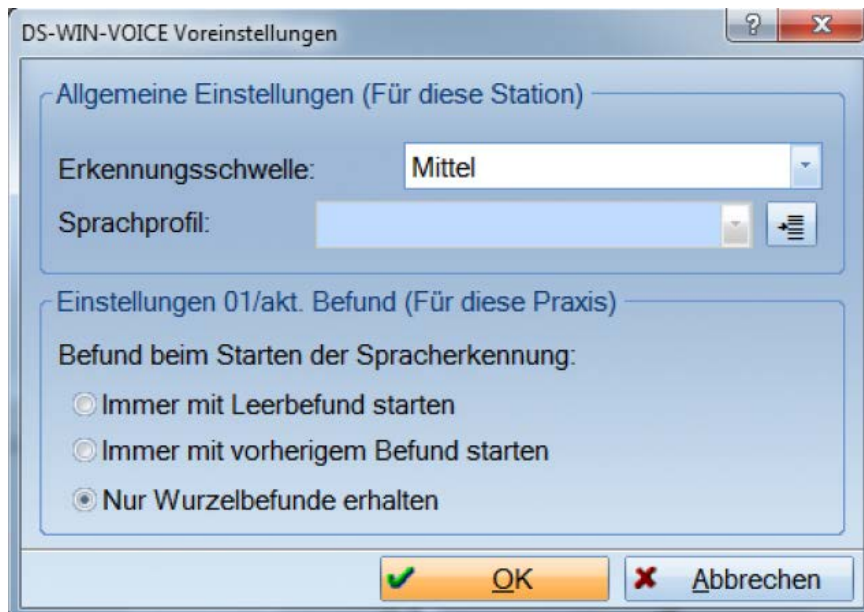 DS-WIN-VOICE Voreinstellungen
?
Allgemeine Einstellungen (Für diese Station)
Erkennungsschwelle: Mittel
Sprachprofil:
Einstellungen 01/akt. Befund (Für diese Praxis)
Befund beim Starten der Spracherkennung:
Immer mit Leerbefund starten
Immer mit vorherigem Befund starten
Nur Wurzelbefunde erhalten
OK Abbrechen